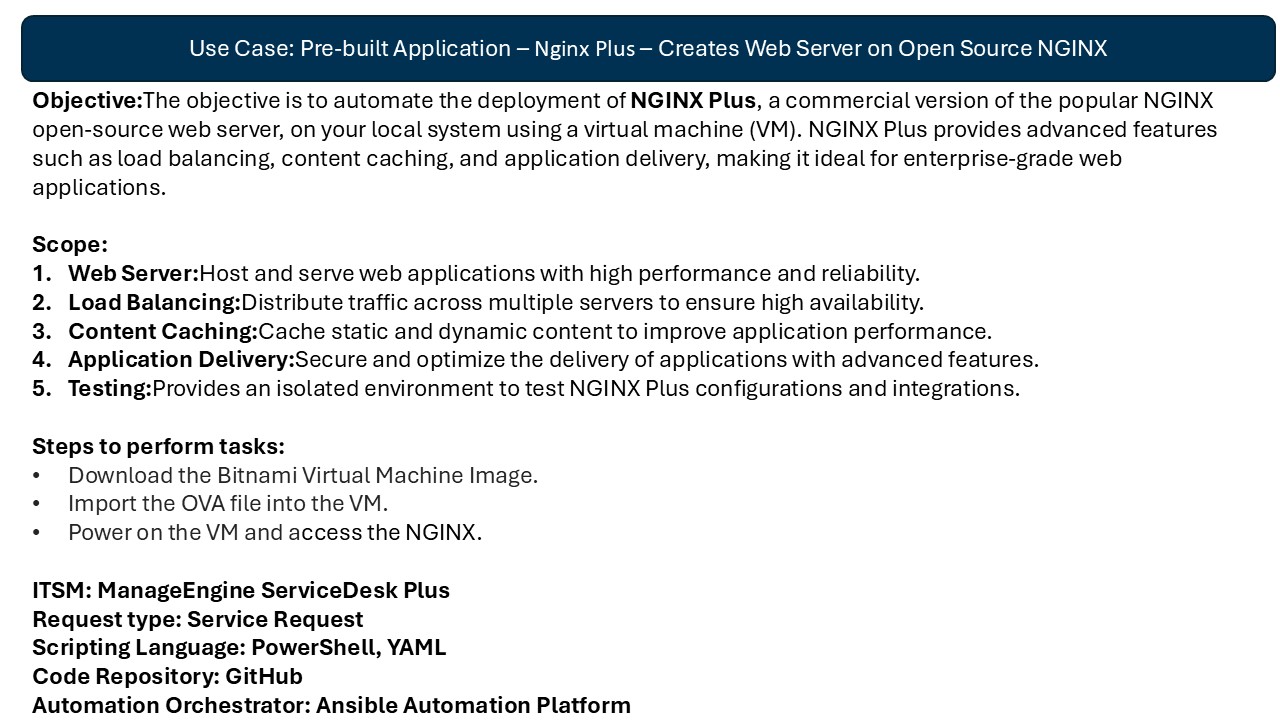 Use Case: Pre-built Application – Nginx Plus – Creates Web Server on Open Source NGINX
Objective:The objective is to automate the deployment of NGINX Plus, a commercial version of the popular NGINX
open-source web server, on your local system using a virtual machine (VM). NGINX Plus provides advanced features
such as load balancing, content caching, and application delivery, making it ideal for enterprise-grade web
applications.
Scope:
1. Web Server:Host and serve web applications with high performance and reliability.
2. Load Balancing:Distribute traffic across multiple servers to ensure high availability.
3. Content Caching:Cache static and dynamic content to improve application performance.
4. Application Delivery:Secure and optimize the delivery of applications with advanced features.
5. Testing:Provides an isolated environment to test NGINX Plus configurations and integrations.
Steps to perform tasks:
• Download the Bitnami Virtual Machine Image.
• Import the OVA file into the VM.
• Power on the VM and access the NGINX.
ITSM: ManageEngine ServiceDesk Plus
Request type: Service Request
Scripting Language: PowerShell, YAML
Code Repository: GitHub
Automation Orchestrator: Ansible Automation Platform